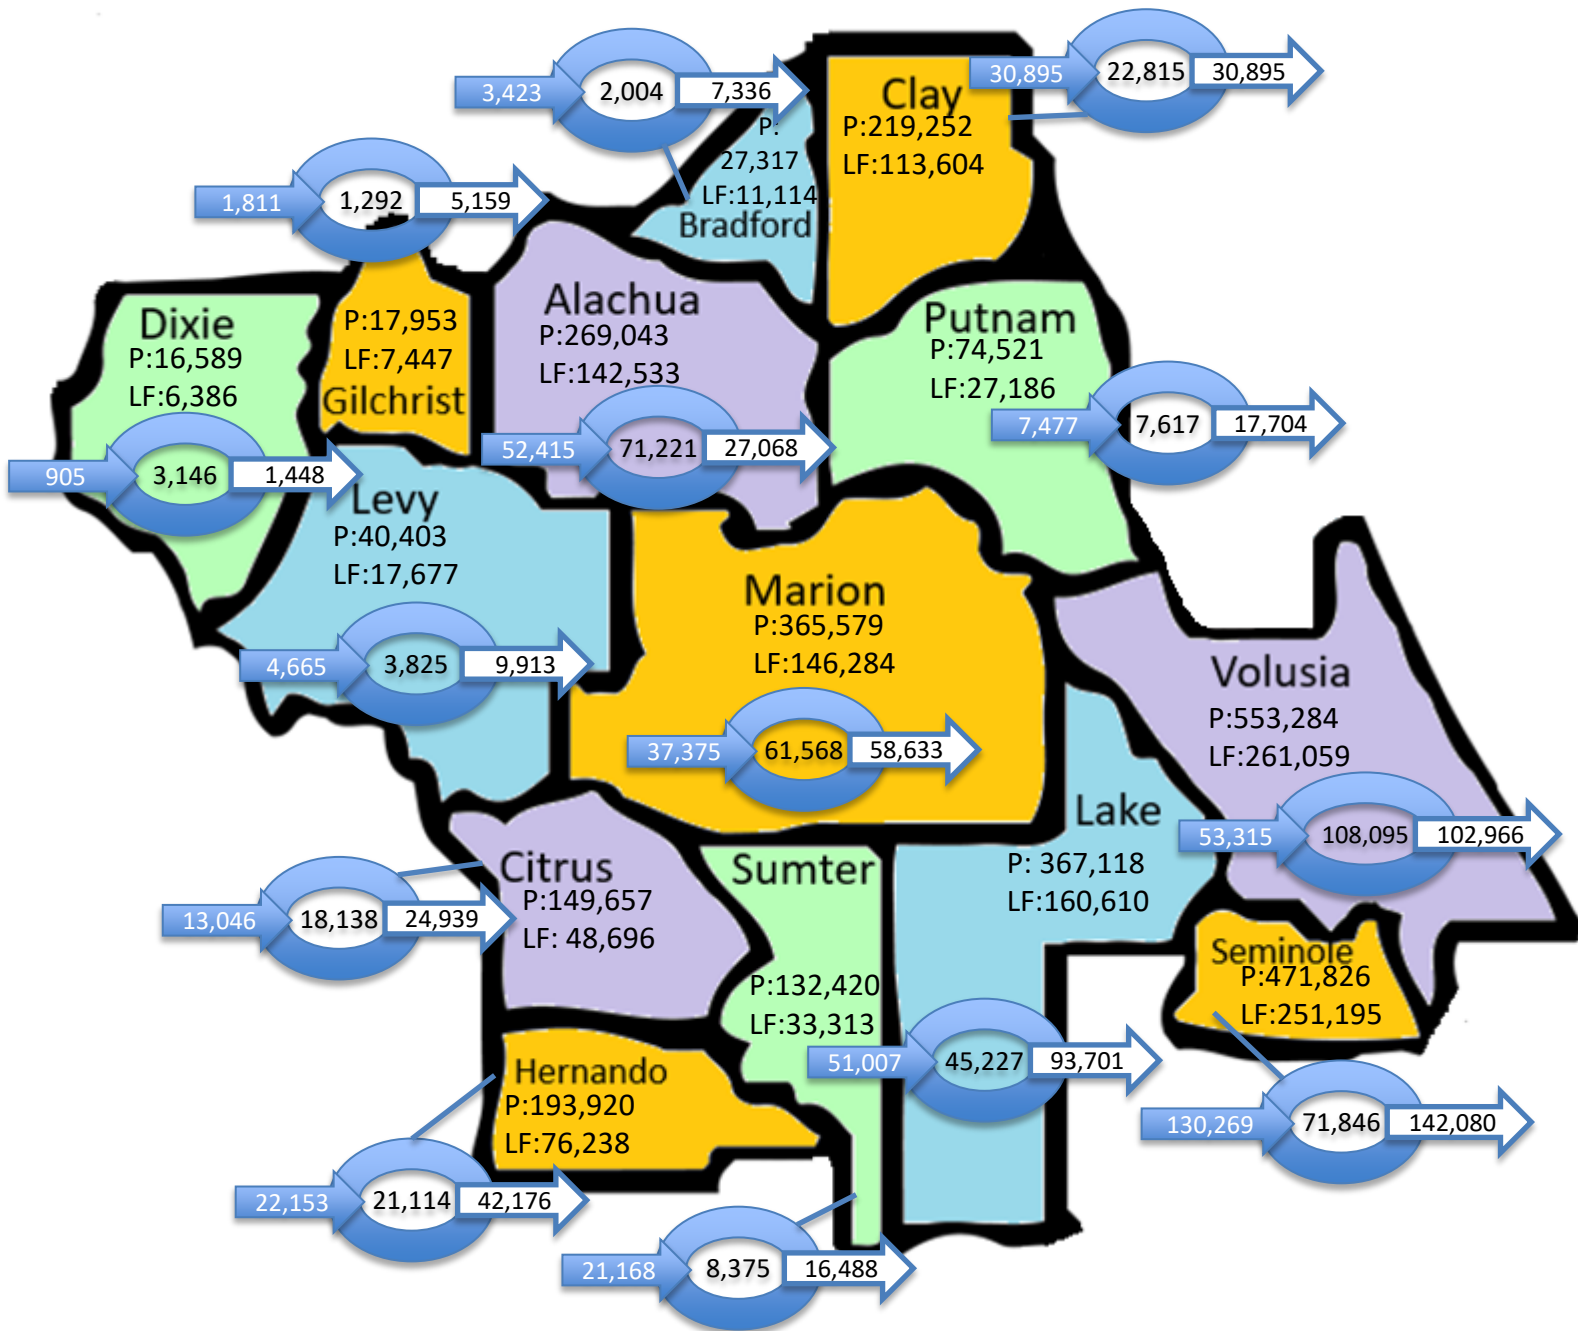 3,423
2,004
7,336
30,895
22,815
30,895
Clay
P:219,252
LF:113,604
P:
27,317
LF:11,114
Bradford
1,811
1,292
5,159
Dixie
P:16,589
LF:6,386
905
3,146
1,448
P:17,953
LF:7,447
Gilchrist
Alachua
P:269,043
LF:142,533
52,415
71,221
27,068
Putnam
P:74,521
LF:27,186
7,477
7,617
17,704
Levy
P:40,403
LF:17,677
4,665
3,825
9,913
Marion
P:365,579
LF:146,284
37,375
61,568
58,633
Volusia
P:553,284
LF:261,059
53,315
108,095
102,966
Lake
P: 367,118
LF:160,610
51,007
45,227
93,701
Citrus
P:149,657
LF: 48,696
13,046
18,138
24,939
Sumter
P:132,420
LF:33,313
21,168
8,375
16,488
Seminole
P:471,826
LF:251,195
130,269
71,846
142,080
Hernando
P:193,920
LF:76,238
22,153
21,114
42,176